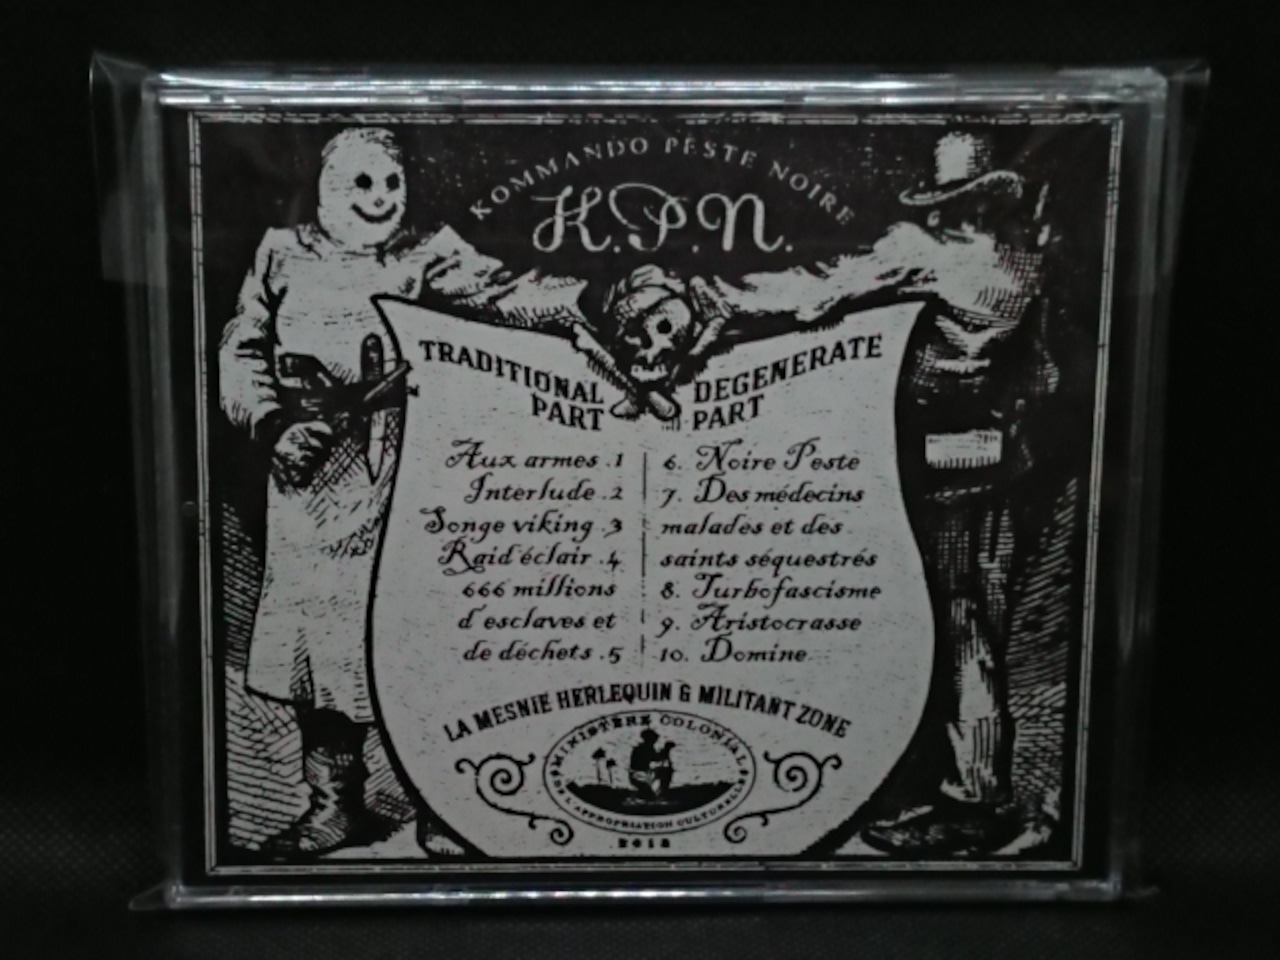 KOMMANDO PESTE NOIRE
K.P.N.
TRADITIONAL
PART
Aux armes .1
Interlude .2
Songe viking .3
Raid éclair .4
666 millions
d'esclaves et
de déchets .5
DEGENERATE
PART
6. Noire Peste
7. Des médecins
malades et des
saints séquestrés
8. Turbofascisme
9. Aristocrasse
10. Domine
LA MESNIE HERLEQUIN & MILITANT ZONE
MINISTERE COLONIAL
DE L'APPROPRIATION CULTURELLE
2018